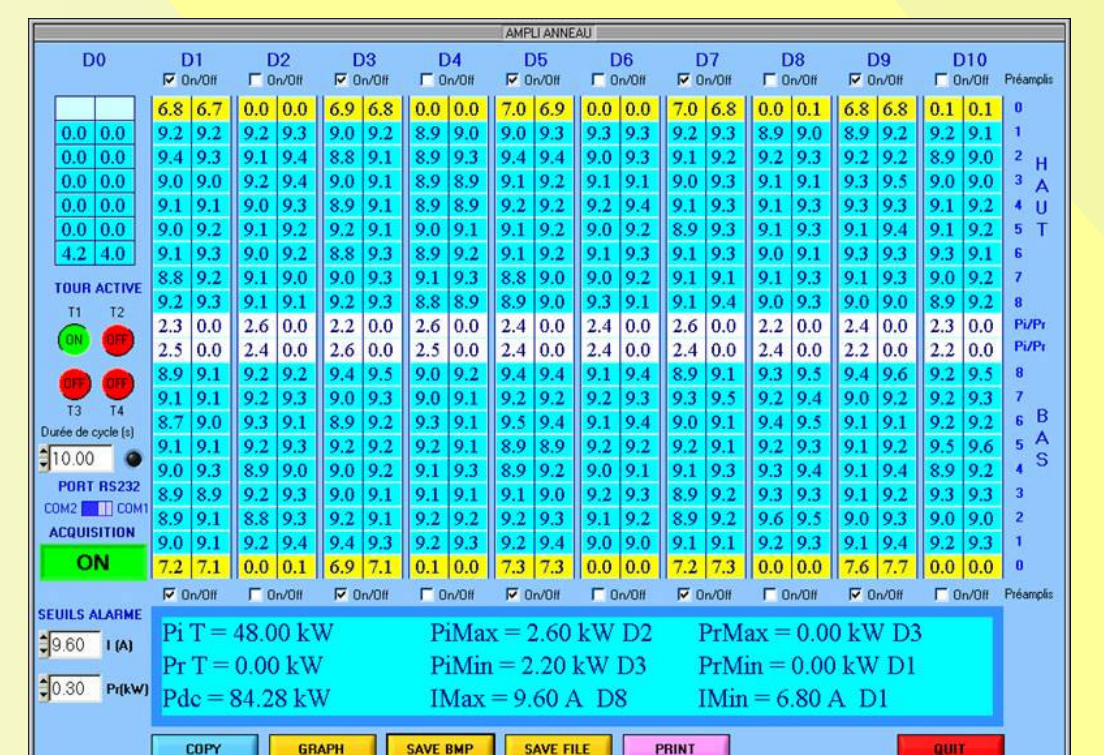 AMPLI ANNEAU
D0 D1 D2 D3 D4 D5 D6 D7 D8 D9 D10
On/Off On/Off On/Off On/Off On/Off On/Off On/Off On/Off On/Off On/Off Préamplis
6.8 6.7 0.0 0.0 6.9 6.8 0.0 0.0 7.0 6.9 0.0 0.0 7.0 6.8 0.0 0.1 6.8 6.8 0.1 0.1 0
0.0 0.0 9.2 9.2 9.2 9.3 9.0 9.2 8.9 9.0 9.0 9.3 9.3 9.3 9.2 9.3 8.9 9.0 8.9 9.2 9.2 9.1 1
0.0 0.0 9.4 9.3 9.1 9.4 8.8 9.1 8.9 9.3 9.4 9.4 9.0 9.3 9.1 9.2 9.2 9.3 9.2 9.2 8.9 9.0 2
0.0 0.0 9.0 9.0 9.2 9.4 9.0 9.1 8.9 8.9 9.1 9.2 9.1 9.1 9.0 9.3 9.1 9.1 9.3 9.5 9.0 9.0 3
0.0 0.0 9.1 9.1 9.0 9.3 8.9 9.1 8.9 8.9 9.2 9.2 9.2 9.4 9.1 9.3 9.1 9.3 9.3 9.3 9.1 9.2 4
0.0 0.0 9.0 9.2 9.1 9.2 9.2 9.1 9.0 9.1 9.1 9.2 9.0 9.2 8.9 9.3 9.1 9.3 9.1 9.4 9.1 9.2 5
4.2 4.0 9.1 9.3 9.0 9.2 8.8 9.3 8.9 9.2 9.1 9.2 9.1 9.3 9.1 9.3 9.0 9.1 9.3 9.3 9.3 9.1 6
8.8 9.2 9.1 9.0 9.0 9.3 9.1 9.3 8.8 9.0 9.0 9.2 9.1 9.1 9.1 9.3 9.1 9.3 9.0 9.2 7
9.2 9.3 9.1 9.1 9.2 9.3 8.8 8.9 8.9 9.0 9.3 9.1 9.1 9.4 9.0 9.3 9.0 9.0 8.9 9.2 8
HAUT
2.3 0.0 2.6 0.0 2.2 0.0 2.6 0.0 2.4 0.0 2.4 0.0 2.6 0.0 2.2 0.0 2.4 0.0 2.3 0.0 Pi/Pr
2.5 0.0 2.4 0.0 2.6 0.0 2.5 0.0 2.4 0.0 2.4 0.0 2.4 0.0 2.4 0.0 2.2 0.0 2.2 0.0 Pi/Pr
8.9 9.1 9.2 9.2 9.4 9.5 9.0 9.2 9.4 9.4 9.1 9.4 8.9 9.1 9.3 9.5 9.4 9.6 9.2 9.5 8
9.1 9.1 9.2 9.3 9.0 9.3 9.0 9.1 9.2 9.2 9.2 9.3 9.3 9.5 9.2 9.4 9.0 9.2 9.2 9.3 7
8.7 9.0 9.3 9.1 8.9 9.2 9.3 9.1 9.5 9.4 9.1 9.4 9.0 9.1 9.4 9.5 9.1 9.1 9.2 9.2 6
9.1 9.1 9.2 9.3 9.2 9.2 9.2 9.1 8.9 8.9 9.2 9.2 9.2 9.1 9.2 9.3 9.1 9.2 9.5 9.6 5
9.0 9.3 8.9 9.0 9.0 9.2 9.1 9.3 8.9 9.2 9.0 9.1 9.1 9.3 9.3 9.4 9.1 9.4 8.9 9.2 4
8.9 8.9 9.2 9.3 9.0 9.1 9.1 9.1 9.1 9.0 9.2 9.3 8.9 9.2 9.3 9.3 9.1 9.2 9.3 9.3 3
8.9 9.1 8.8 9.3 9.2 9.1 9.2 9.2 9.2 9.3 9.1 9.2 8.9 9.2 9.6 9.5 9.0 9.3 9.0 9.0 2
9.0 9.1 9.2 9.4 9.4 9.3 9.2 9.3 9.2 9.4 9.0 9.0 9.1 9.1 9.2 9.3 9.1 9.4 9.2 9.3 1
7.2 7.1 0.0 0.1 6.9 7.1 0.1 0.0 7.3 7.3 0.0 0.0 7.2 7.3 0.0 0.0 7.6 7.7 0.0 0.0 0
BAS
On/Off On/Off On/Off On/Off On/Off On/Off On/Off On/Off On/Off On/Off Préamplis
TOUR ACTIVE
T1 T2
ON OFF
OFF OFF
T3 T4
Durée de cycle (s)
10.00
PORT RS232
COM2 COM1
ACQUISITION
ON
SEUILS ALARME
9.60 I (A)
0.30 Pr(kW)
Pi T = 48.00 kW PiMax = 2.60 kW D2 PrMax = 0.00 kW D3
Pr T = 0.00 kW PiMin = 2.20 kW D3 PrMin = 0.00 kW D1
Pdc = 84.28 kW IMax = 9.60 A D8 IMin = 6.80 A D1
COPY GRAPH SAVE BMP SAVE FILE PRINT QUIT